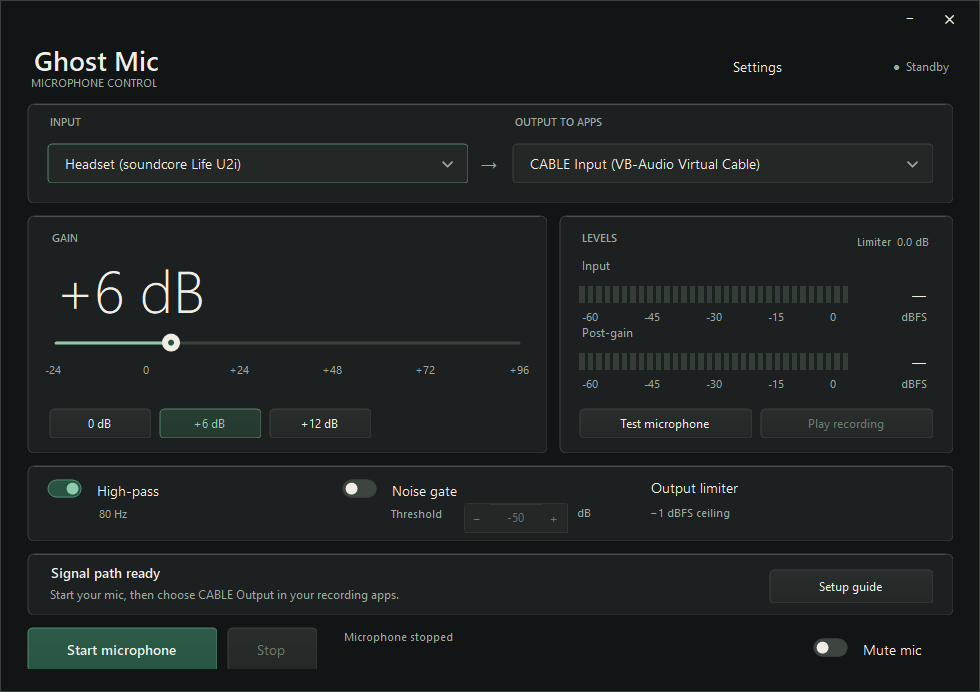 Ghost Mic
MICROPHONE CONTROL
Settings
● Standby
INPUT
OUTPUT TO APPS
Headset (soundcore Life U2i)
→
CABLE Input (VB-Audio Virtual Cable)
GAIN
+6 dB
-24 0 +24 +48 +72 +96
0 dB
+6 dB
+12 dB
LEVELS
Limiter 0.0 dB
Input
—
-60 -45 -30 -15 0 dBFS
Post-gain
—
-60 -45 -30 -15 0 dBFS
Test microphone
Play recording
High-pass
80 Hz
Noise gate
Threshold
− -50 +
dB
Output limiter
−1 dBFS ceiling
Signal path ready
Start your mic, then choose CABLE Output in your recording apps.
Setup guide
Start microphone
Stop
Microphone stopped
Mute mic